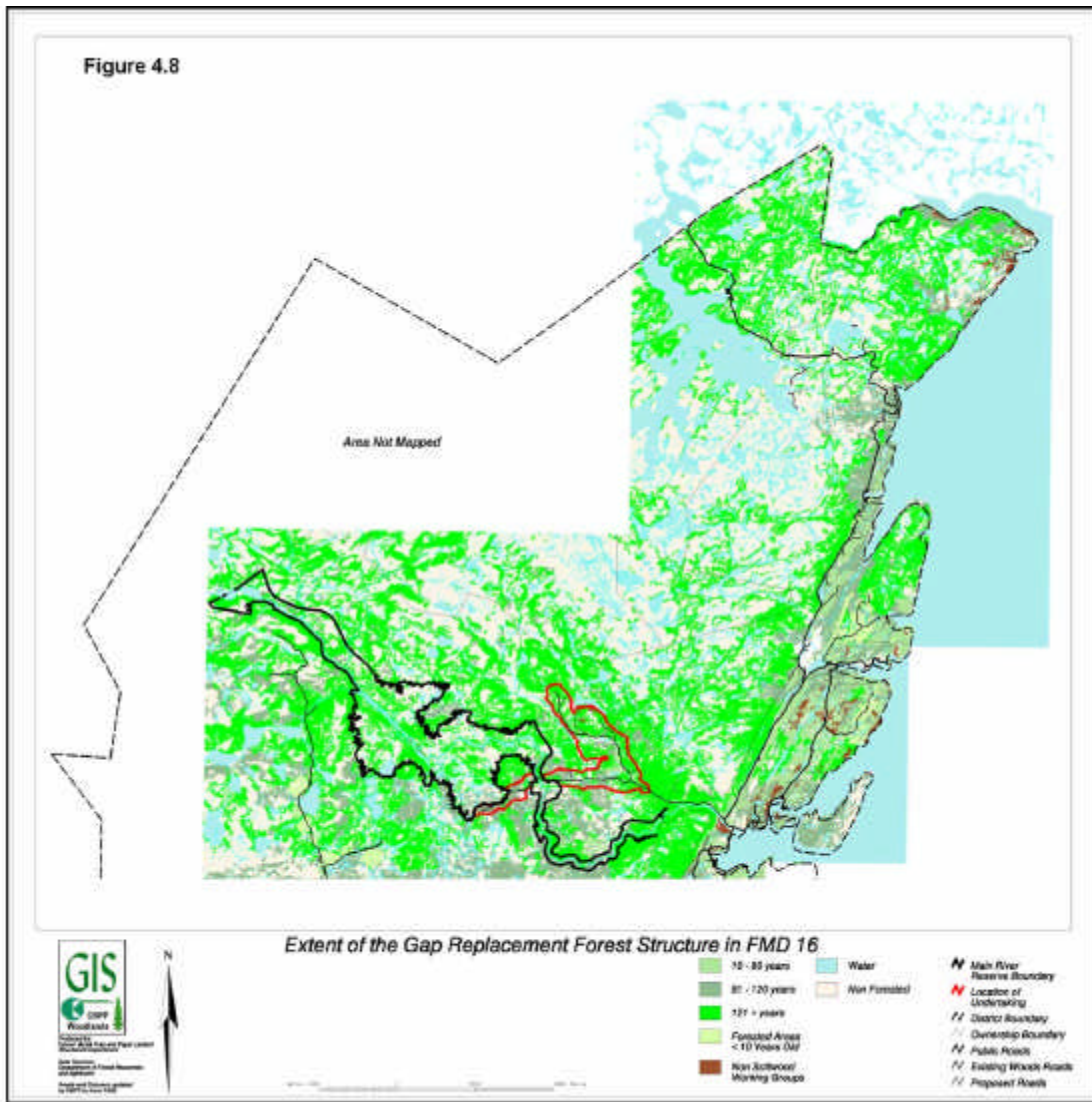 Figure 4.8
Area Not Mapped
Extent of the Gap Replacement Forest Structure in FMD 16
GIS
Woodlands
N
years
81 - 120 years
121 + years
Forested Areas
< 10 Years Old
Non Softwood
Working Groups
Water
Non Forested
Main River
Reserve Boundary
Location of
Undertaking
District Boundary
Ownership Boundary
Public Roads
Existing Woods Roads
Proposed Roads